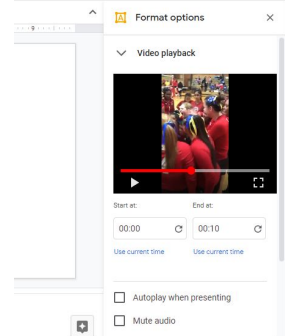 9
Format options
Video playback
Start at: End at:
00:00 00:10
Use current time Use current time
Autoplay when presenting
Mute audio